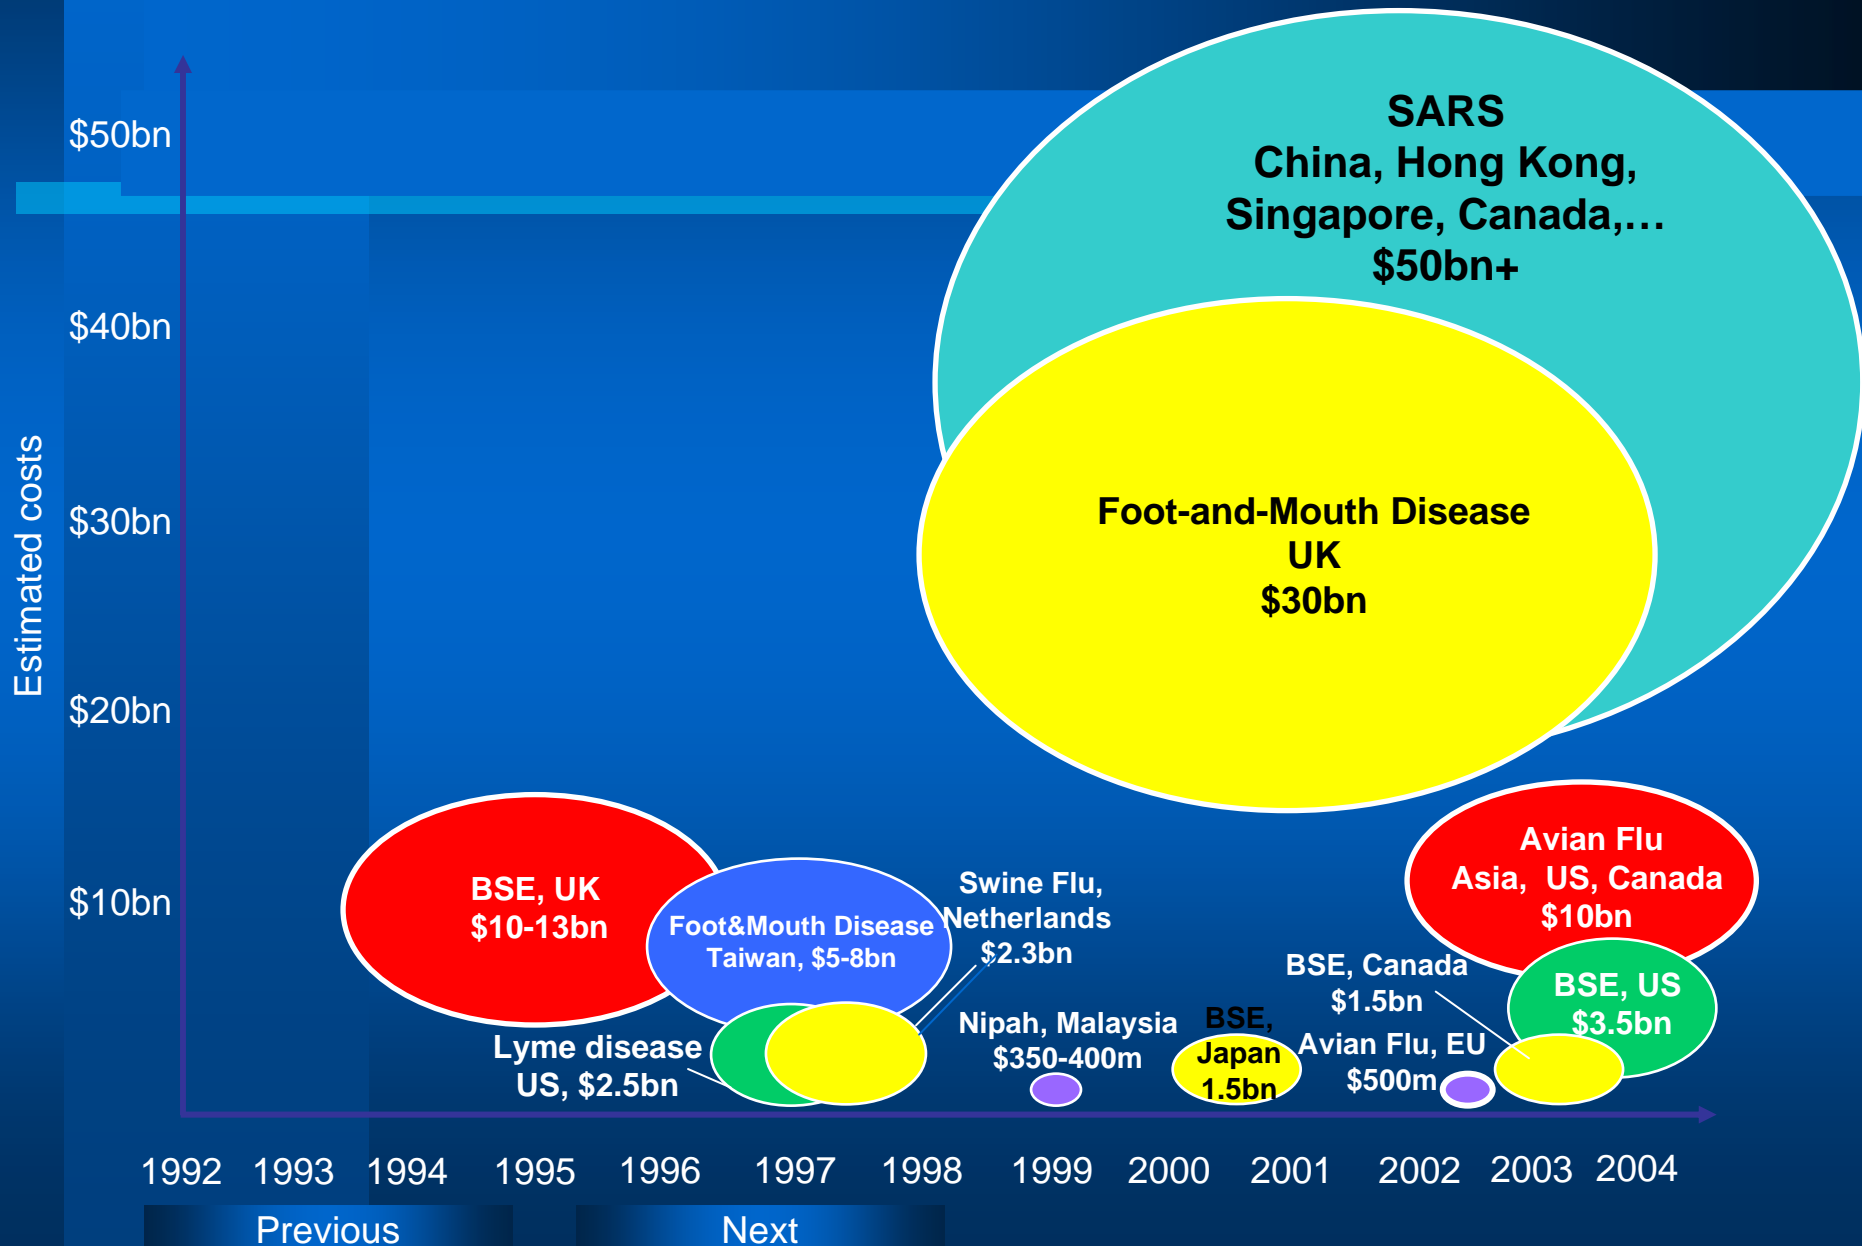 $50bn
$40bn
$30bn
$20bn
$10bn
Estimated costs
SARS
China, Hong Kong,
Singapore, Canada,…
$50bn+
Foot-and-Mouth Disease
UK
$30bn
BSE, UK
$10-13bn
Foot&Mouth Disease
Taiwan, $5-8bn
Swine Flu,
Netherlands
$2.3bn
Lyme disease
US, $2.5bn
Nipah, Malaysia
$350-400m
BSE,
Japan
1.5bn
Avian Flu
Asia,  US, Canada
$10bn
BSE, Canada
$1.5bn
BSE, US
$3.5bn
Avian Flu, EU
$500m
1992 1993 1994 1995 1996 1997 1998 1999 2000 2001 2002 2003 2004
Previous
Next